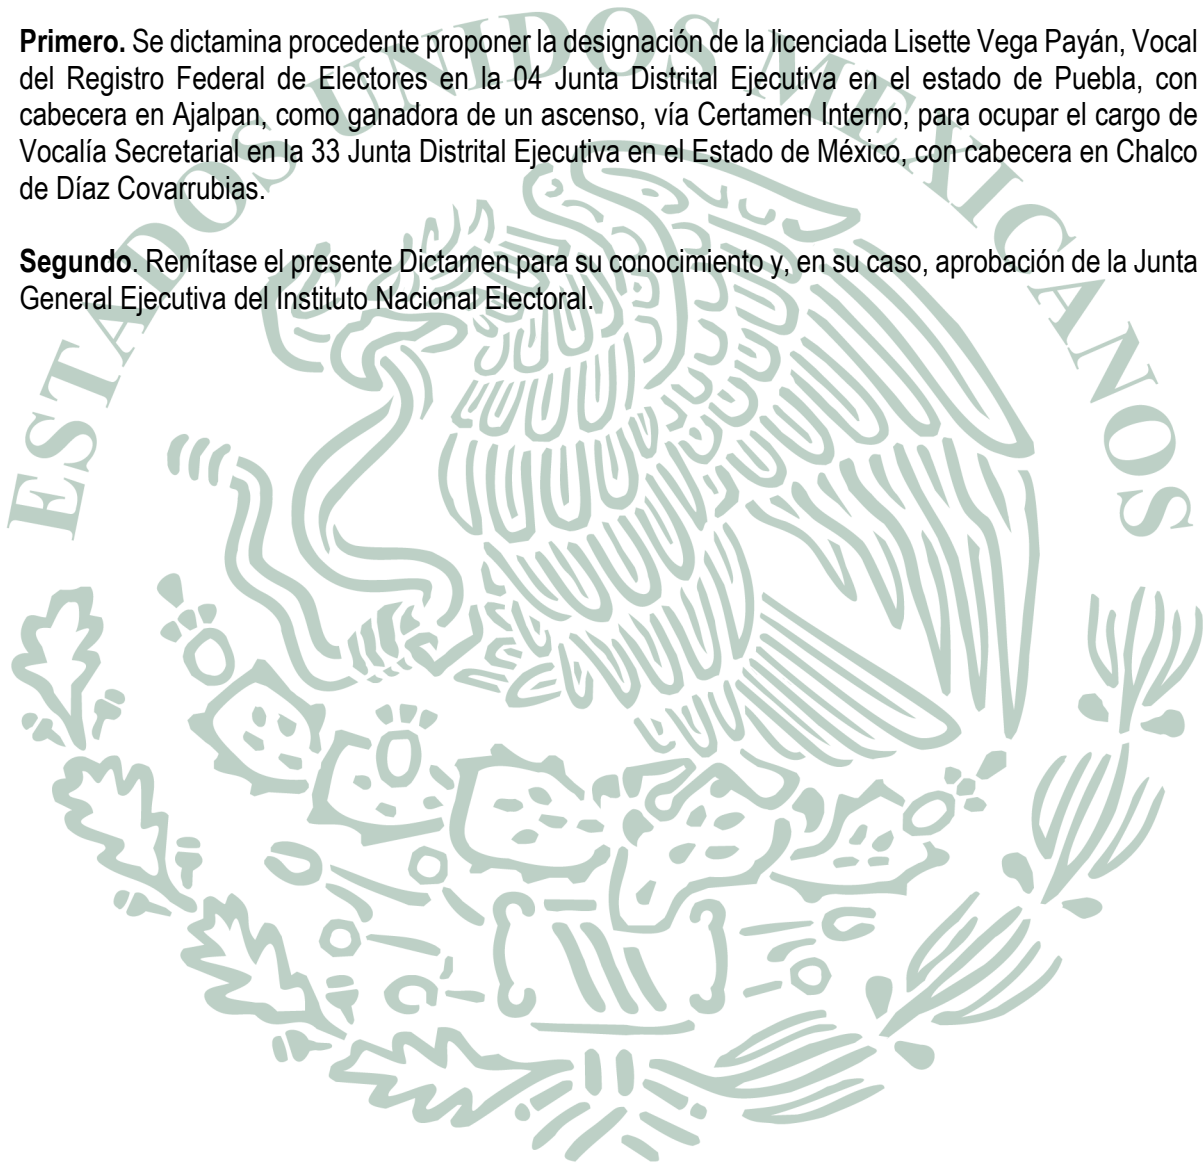 Primero. Se dictamina procedente proponer la designación de la licenciada Lisette Vega Payán, Vocal
del Registro Federal de Electores en la 04 Junta Distrital Ejecutiva en el estado de Puebla, con
cabecera en Ajalpan, como ganadora de un ascenso, vía Certamen Interno, para ocupar el cargo de
Vocalía Secretarial en la 33 Junta Distrital Ejecutiva en el Estado de México, con cabecera en Chalco
de Díaz Covarrubias.
Segundo. Remítase el presente Dictamen para su conocimiento y, en su caso, aprobación de la Junta
General Ejecutiva del Instituto Nacional Electoral.
ESTADOS UNIDOS MEXICANOS